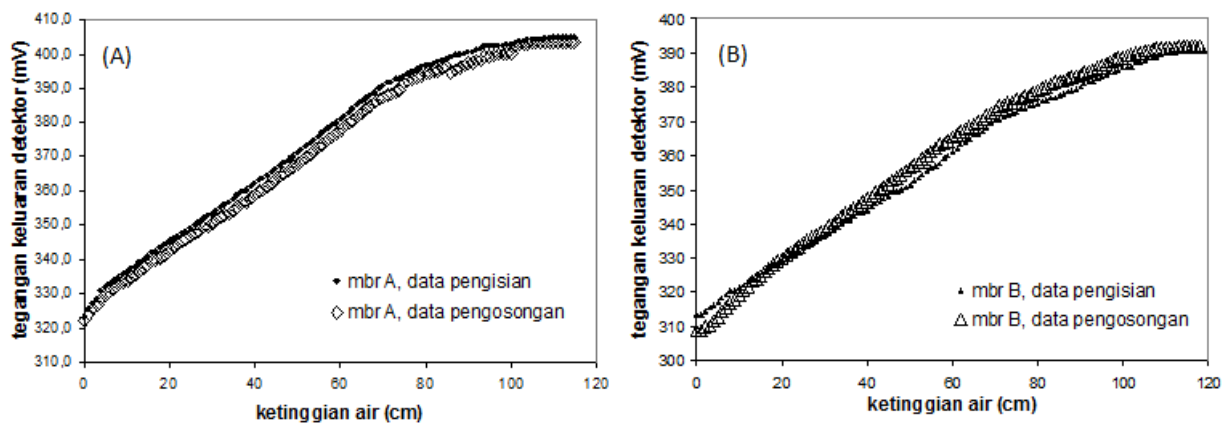 (A)
tegangan keluaran detektor (mV)
410,0
400,0
390,0
380,0
370,0
360,0
350,0
340,0
330,0
320,0
310,0
mbr A, data pengisian
mbr A, data pengosongan
0 20 40 60 80 100 120
ketinggian air (cm)
(B)
tegangan keluaran detektor (mV)
400
390
380
370
360
350
340
330
320
310
300
mbr B, data pengisian
mbr B, data pengosongan
0 20 40 60 80 100 120
ketinggian air (cm)